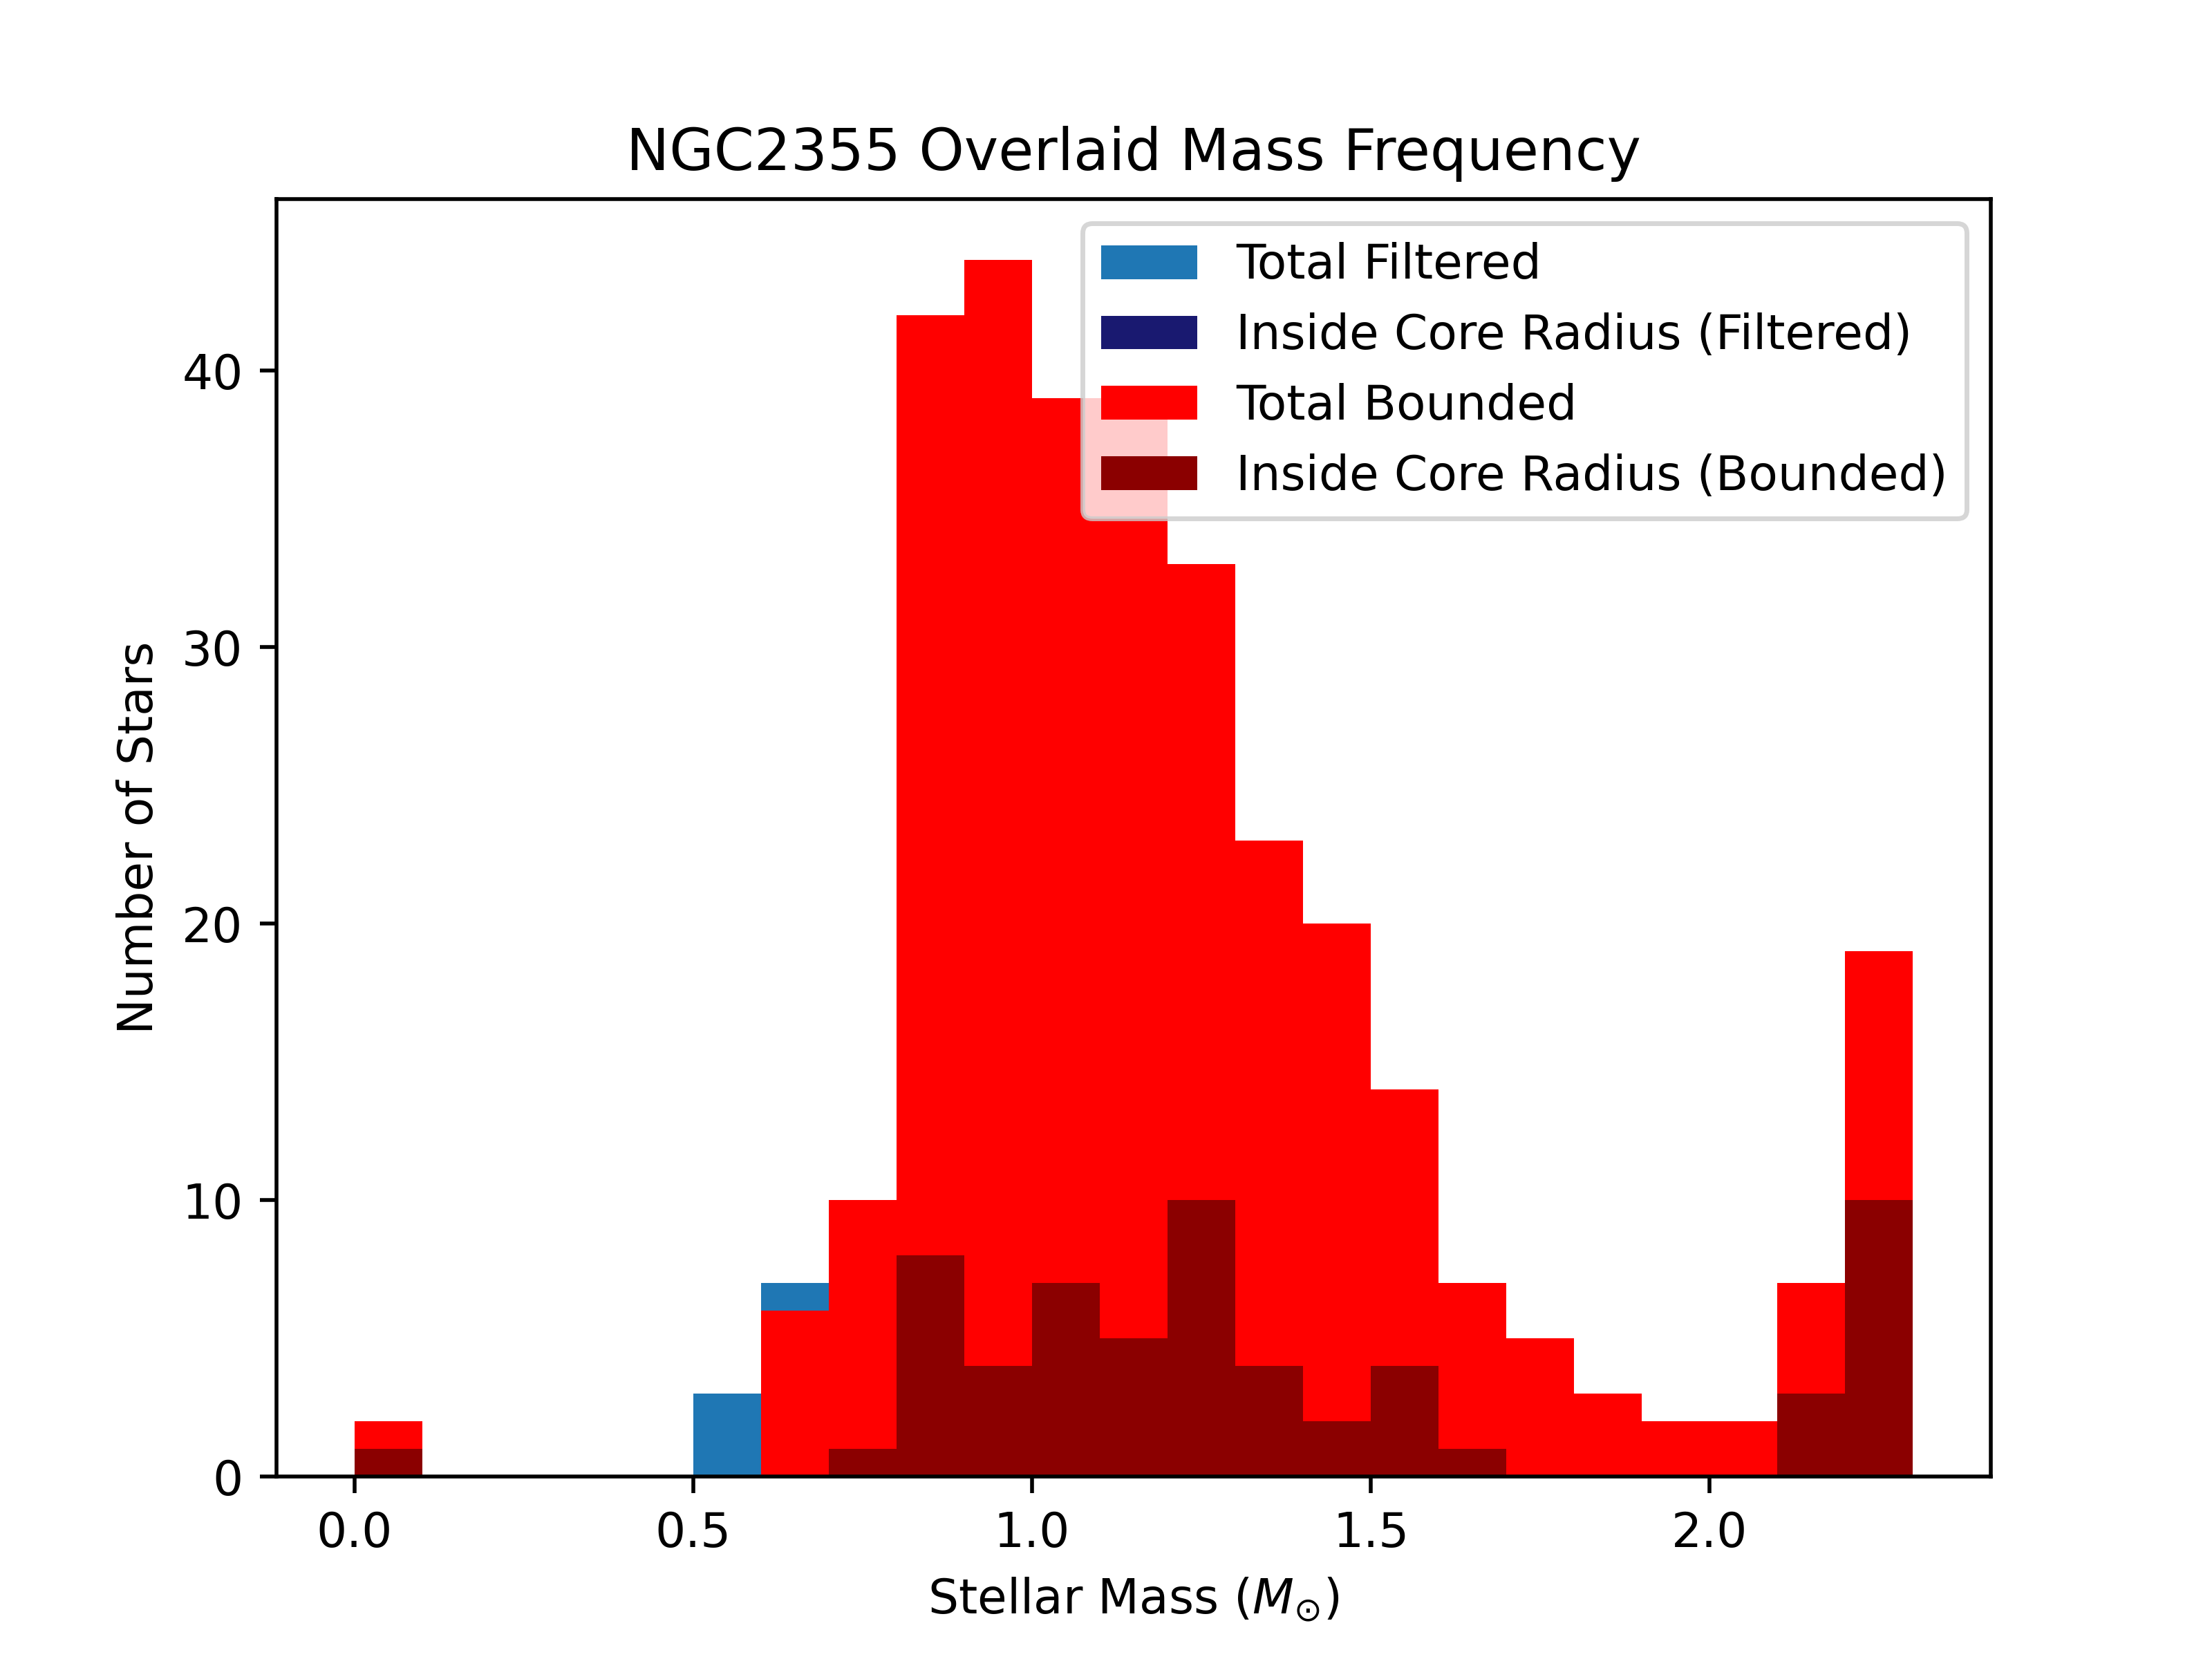 NGC2355 Overlaid Mass Frequency
Total Filtered
Inside Core Radius (Filtered)
Total Bounded
Inside Core Radius (Bounded)
40
30
20
10
0
Number of Stars
0.0 0.5 1.0 1.5 2.0
Stellar Mass (M☉)